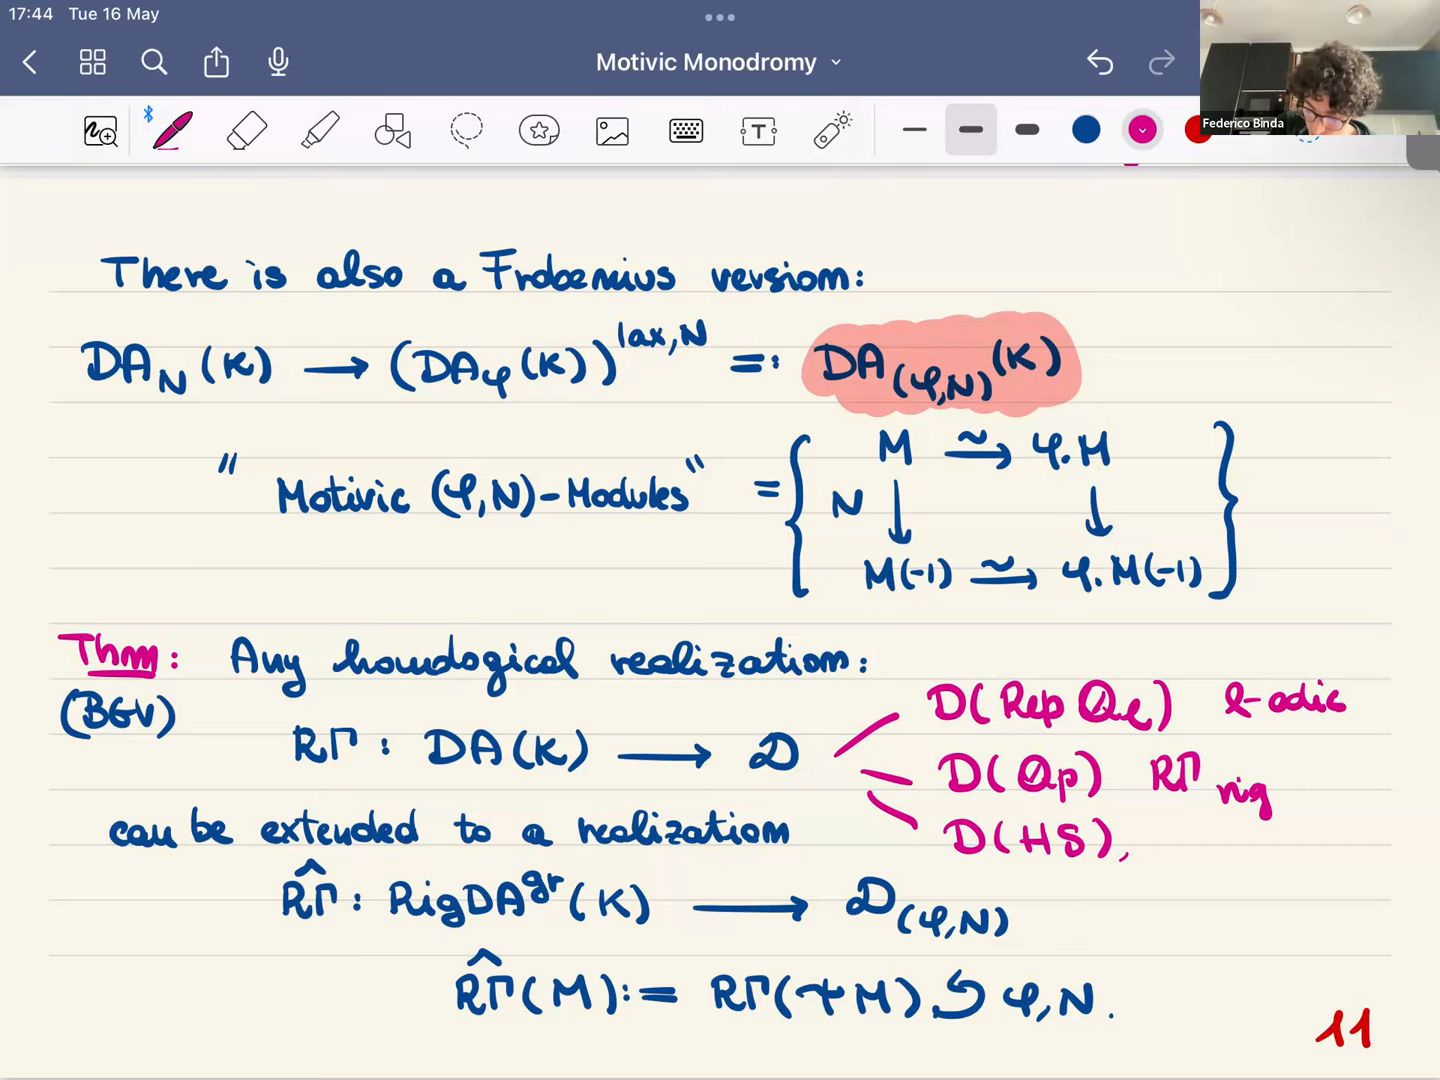 17:44 Tue 16 May
Motivic Monodromy
Federico Binda
There is also a Frobenius version:
DA_N(K) → (DA_φ(K))^{lax,N} =: DA_{(φ,N)}(K)
"Motivic (φ,N)-Modules" = { M ≃→ φ.M
N ↓ ↓
M(-1) ≃→ φ.M(-1) }
Thm: Any homological realization:
(BGV)
RΓ : DA(K) → 𝒟
D(Rep Qℓ) ℓ-adic
D(Qp) RΓ_rig
D(HS),
can be extended to a realization
R̂Γ : RigDA^{gr}(K) → 𝒟_{(φ,N)}
R̂Γ(M) := RΓ(ΨM) ↺ φ,N.
11